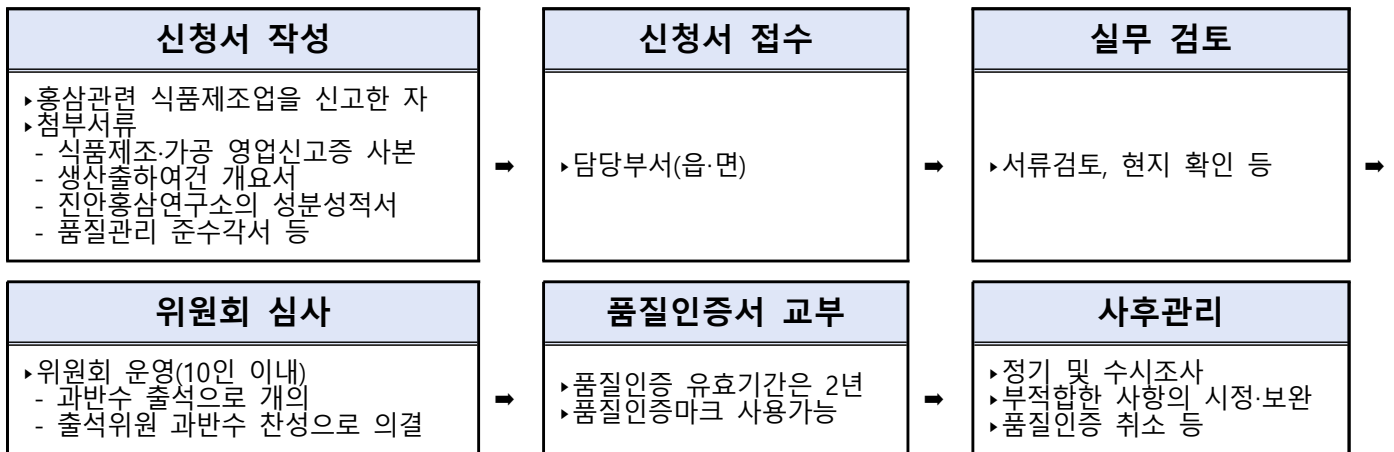 신청서 작성
▸홍삼관련 식품제조업을 신고한 자
▸첨부서류
- 식품제조·가공 영업신고증 사본
- 생산출하여건 개요서
- 진안홍삼연구소의 성분성적서
- 품질관리 준수각서 등
➡
신청서 접수
▸담당부서(읍·면)
➡
실무 검토
▸서류검토, 현지 확인 등
➡
위원회 심사
▸위원회 운영(10인 이내)
- 과반수 출석으로 개의
- 출석위원 과반수 찬성으로 의결
➡
품질인증서 교부
▸품질인증 유효기간은 2년
▸품질인증마크 사용가능
➡
사후관리
▸정기 및 수시조사
▸부적합한 사항의 시정·보완
▸품질인증 취소 등